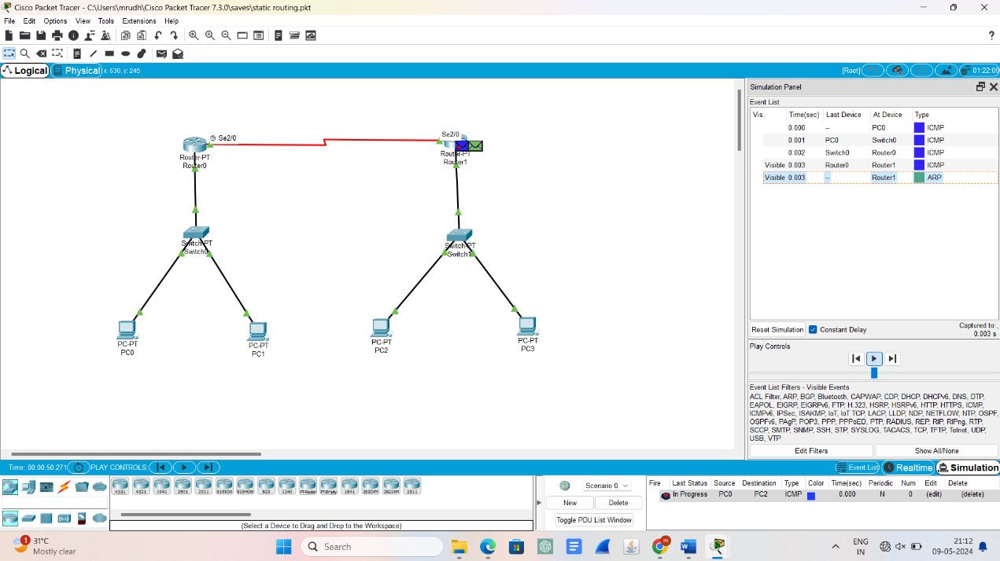 Cisco Packet Tracer - C:\Users\mrudh\Cisco Packet Tracer 7.3.0\saves\static routing.pkt
File Edit Options View Tools Extensions Help
?
Logical Physical x: 630, y: 245 [Root] 01:22:00
Simulation Panel
Event List
Vis. Time(sec) Last Device At Device Type
0.000 -- PC0 ICMP
0.001 PC0 Switch0 ICMP
0.002 Switch0 Router0 ICMP
Visible 0.003 Router0 Router1 ICMP
Visible 0.003 -- Router1 ARP
Se2/0
Router-PT
Router0
Se2/0
Router-PT
Router1
Switch-PT
Switch0
Switch-PT
Switch1
PC-PT
PC0
PC-PT
PC1
PC-PT
PC2
PC-PT
PC3
Reset Simulation Constant Delay Captured to:,
0.003 s
Play Controls
Event List Filters - Visible Events
ACL Filter, ARP, BGP, Bluetooth, CAPWAP, CDP, DHCP, DHCPv6, DNS, DTP,
EAPOL, EIGRP, EIGRPv6, FTP, H.323, HSRP, HSRPv6, HTTP, HTTPS, ICMP,
ICMPv6, IPSec, ISAKMP, IoT, IoT TCP, LACP, LLDP, NDP, NETFLOW, NTP, OSPF,
OSPFv6, PAgP, POP3, PPP, PPPoED, PTP, RADIUS, REP, RIP, RIPng, RTP,
SCCP, SMTP, SNMP, SSH, STP, SYSLOG, TACACS, TCP, TFTP, Telnet, UDP,
USB, VTP
Edit Filters Show All/None
Time: 00:00:50.271 PLAY CONTROLS: Event List Realtime Simulation
4331 4321 1941 2901 2911 819IOX 819HGW 829 1240 PT-Router PT-Empty 1841 2620XM 2621XM 2811
(Select a Device to Drag and Drop to the Workspace)
Scenario 0
New Delete
Toggle PDU List Window
Fire Last Status Source Destination Type Color Time(sec) Periodic Num Edit Delete
In Progress PC0 PC2 ICMP 0.000 N 0 (edit) (delete)
1
31°C
Mostly clear
Search
m
ENG
IN
21:12
09-05-2024